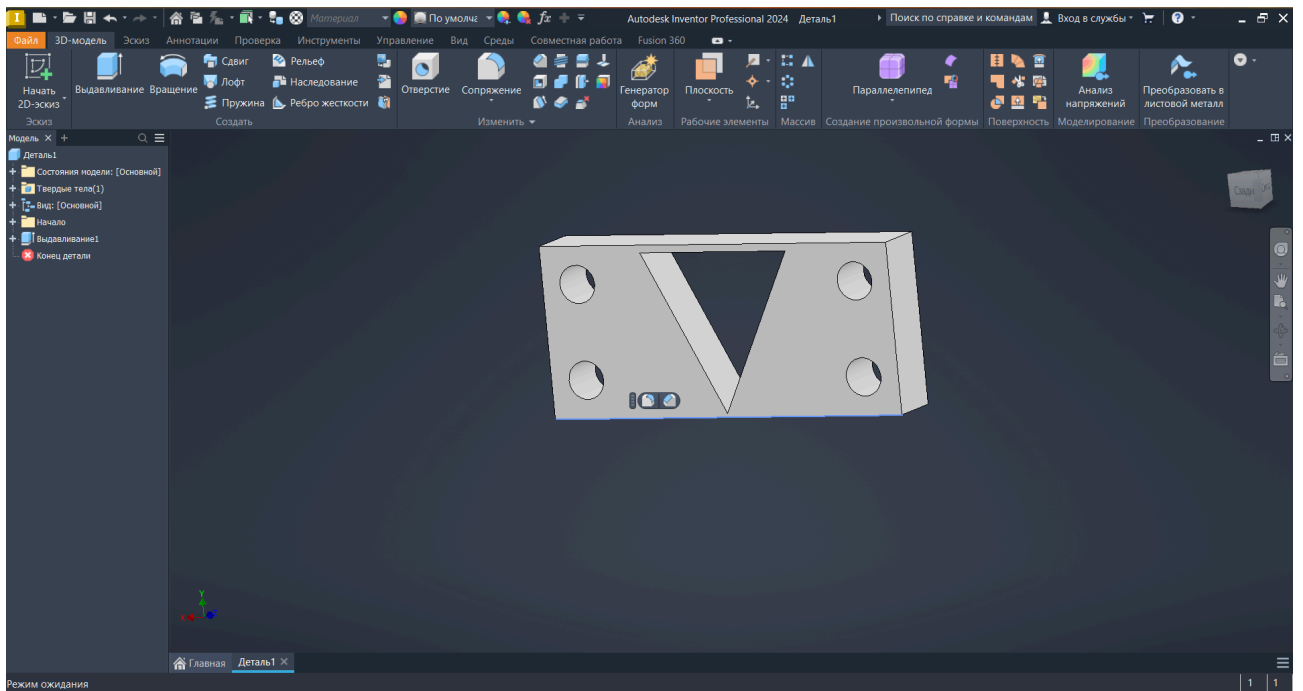 Материал
По умолча
fx
Autodesk Inventor Professional 2024 Деталь1
Поиск по справке и командам
Вход в службы
Файл 3D-модель Эскиз Аннотации Проверка Инструменты Управление Вид Среды Совместная работа Fusion 360
Начать 2D-эскиз
Выдавливание
Вращение
Сдвиг
Лофт
Пружина
Рельеф
Наследование
Ребро жесткости
Отверстие
Сопряжение
Генератор форм
Плоскость
Параллелепипед
Анализ напряжений
Преобразовать в листовой металл
Эскиз Создать Изменить Анализ Рабочие элементы Массив Создание произвольной формы Поверхность Моделирование Преобразование
Модель
Деталь1
Состояния модели: [Основной]
Твердые тела(1)
Вид: [Основной]
Начало
Выдавливание1
Конец детали
Y
Главная Деталь1
Режим ожидания
1 1